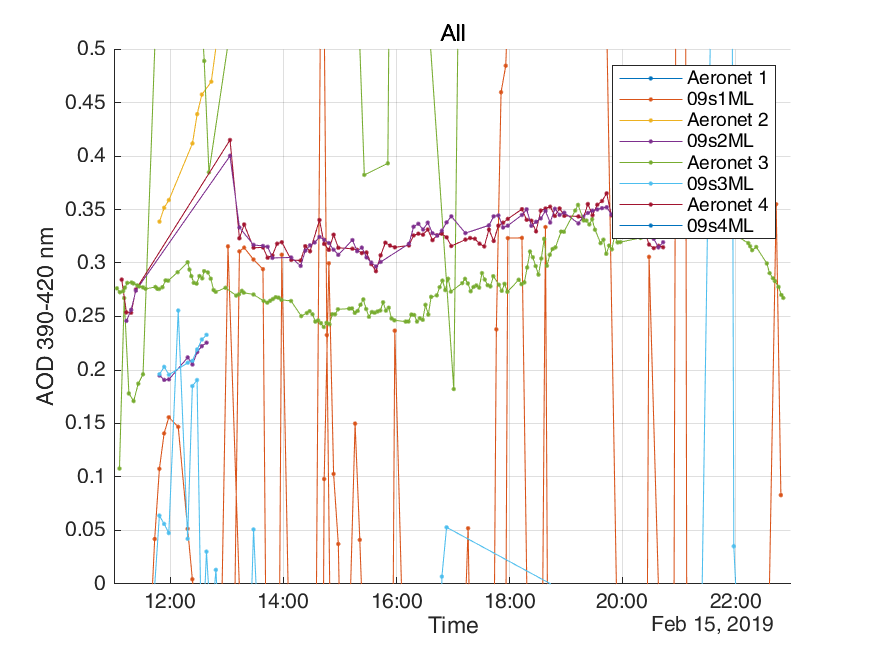 All
0.5
0.45
0.4
0.35
0.3
0.25
0.2
0.15
0.1
0.05
0
AOD 390-420 nm
Aeronet 1
09s1ML
Aeronet 2
09s2ML
Aeronet 3
09s3ML
Aeronet 4
09s4ML
12:00 14:00 16:00 18:00 20:00 22:00
Time
Feb 15, 2019